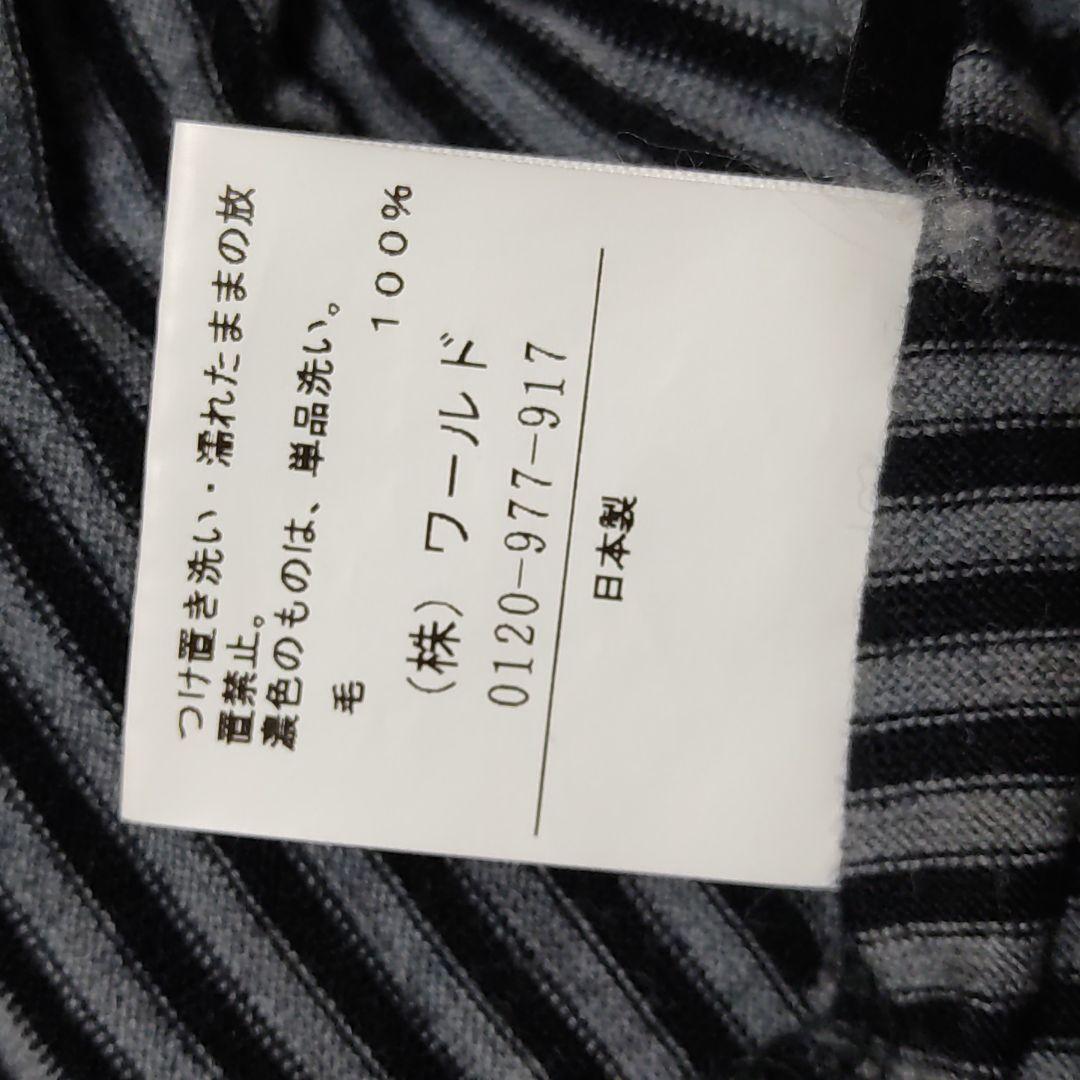 つけ置き洗い・濡れたままの放
置禁止。
濃色のものは、単品洗い。
毛 100%
(株)ワールド
0120-977-917
日本製